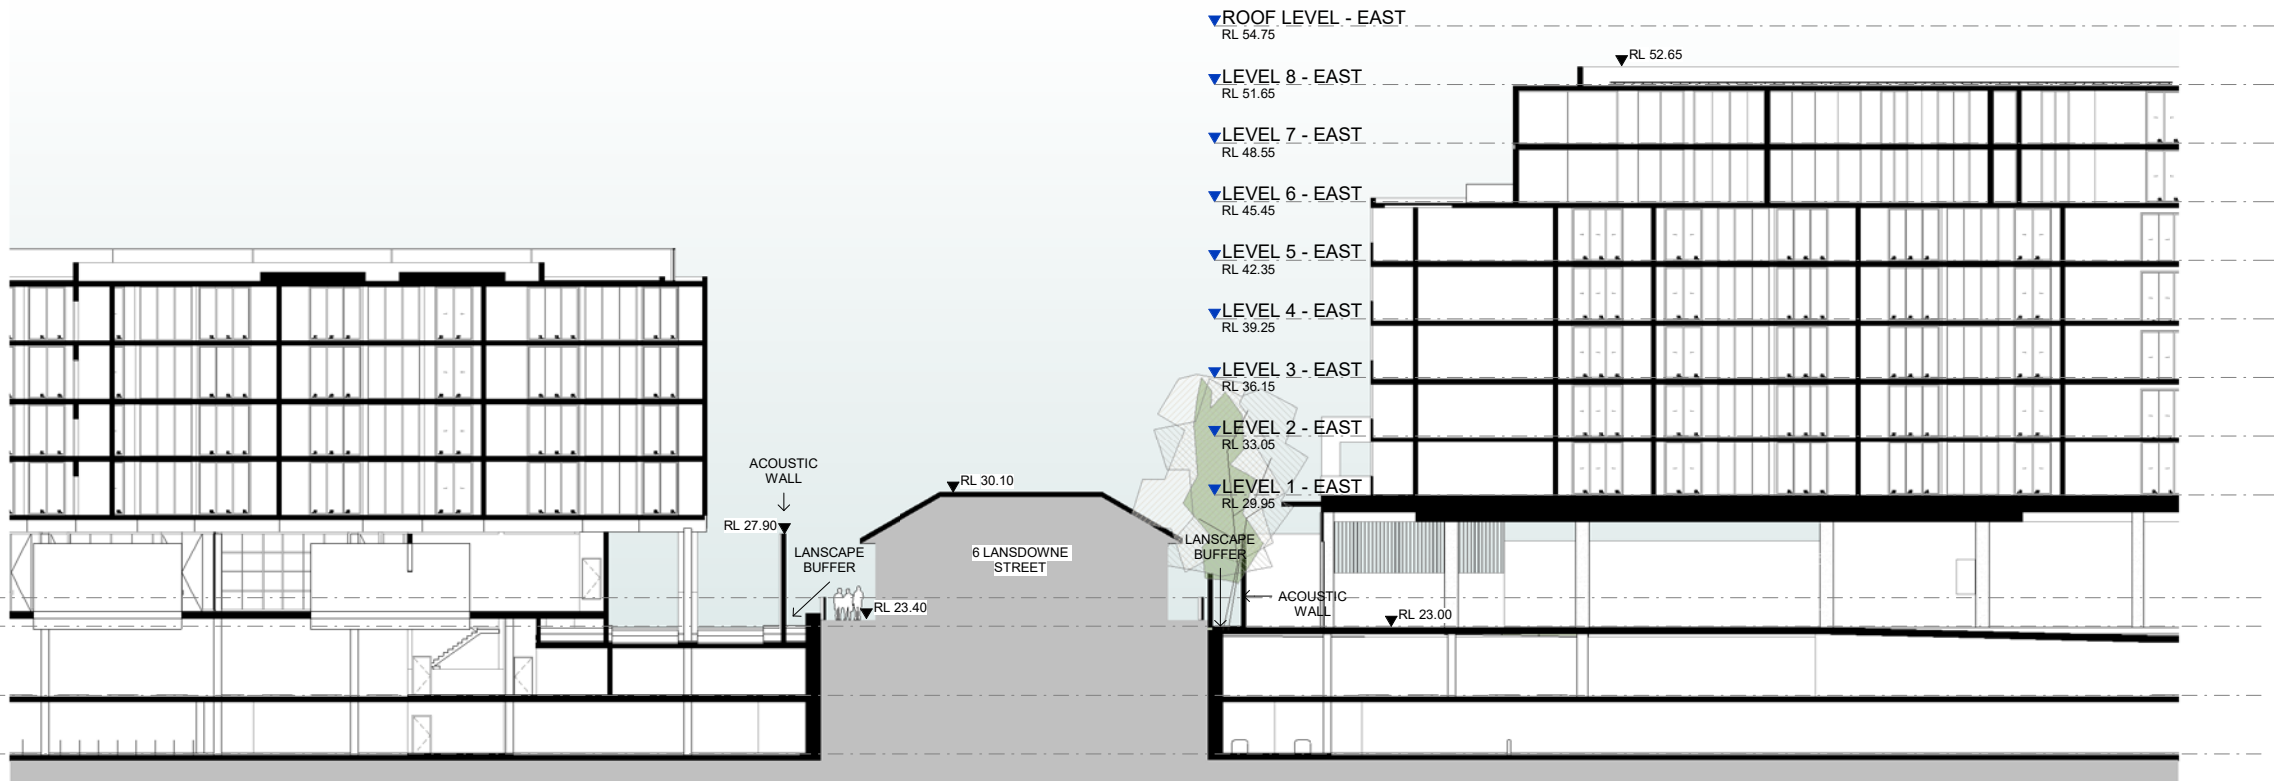 ROOF LEVEL - EAST
RL 54.75
RL 52.65
LEVEL 8 - EAST
RL 51.65
LEVEL 7 - EAST
RL 48.55
LEVEL 6 - EAST
RL 45.45
LEVEL 5 - EAST
RL 42.35
LEVEL 4 - EAST
RL 39.25
LEVEL 3 - EAST
RL 36.15
LEVEL 2 - EAST
RL 33.05
LEVEL 1 - EAST
RL 29.95
ACOUSTIC
WALL
RL 30.10
RL 27.90
LANSCAPE
BUFFER
6 LANSDOWNE
STREET
LANSCAPE
BUFFER
RL 23.40
ACOUSTIC
WALL
RL 23.00